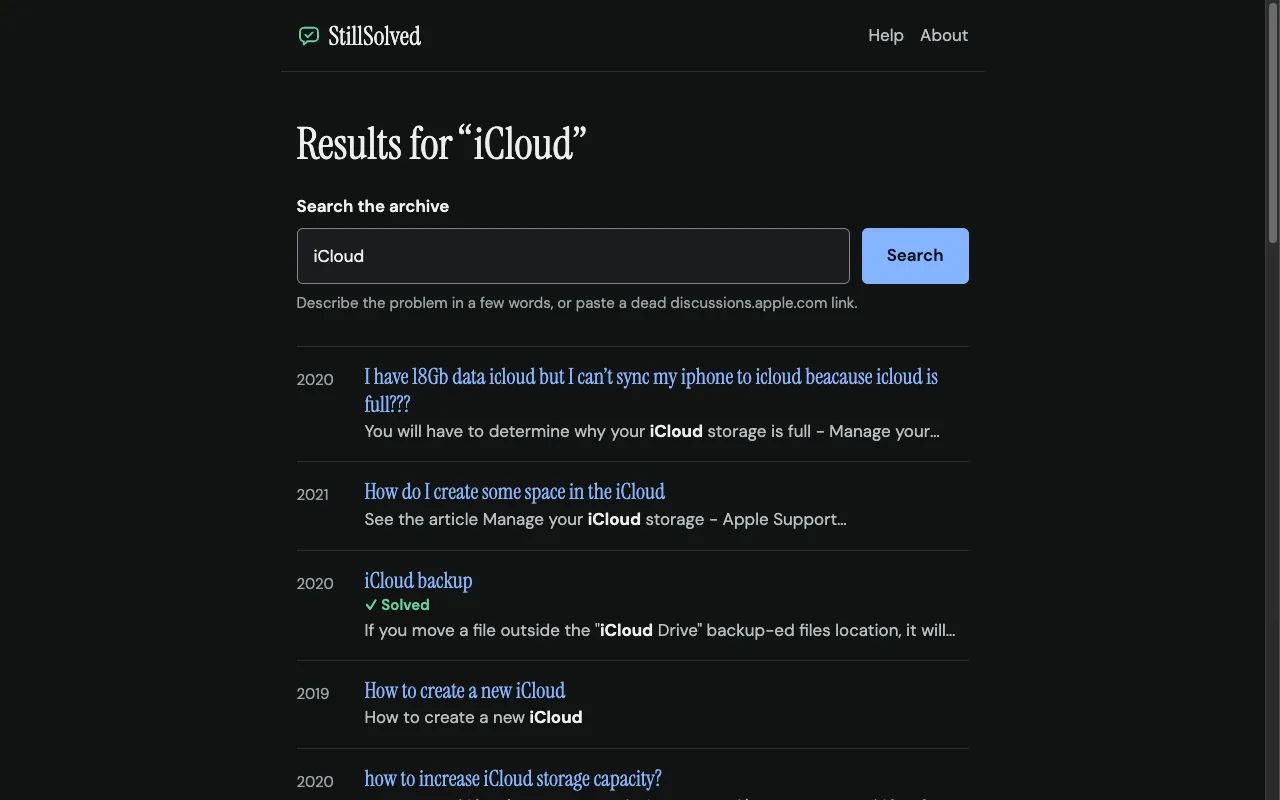 StillSolved
Help
About
Results for “iCloud”
Search the archive
iCloud
Search
Describe the problem in a few words, or paste a dead discussions.apple.com link.
2020
I have 18Gb data icloud but I can’t sync my iphone to icloud beacause icloud is
full???
You will have to determine why your iCloud storage is full - Manage your…
2021
How do I create some space in the iCloud
See the article Manage your iCloud storage - Apple Support…
2020
iCloud backup
✓ Solved
If you move a file outside the "iCloud Drive" backup-ed files location, it will…
2019
How to create a new iCloud
How to create a new iCloud
2020
how to increase iCloud storage capacity?